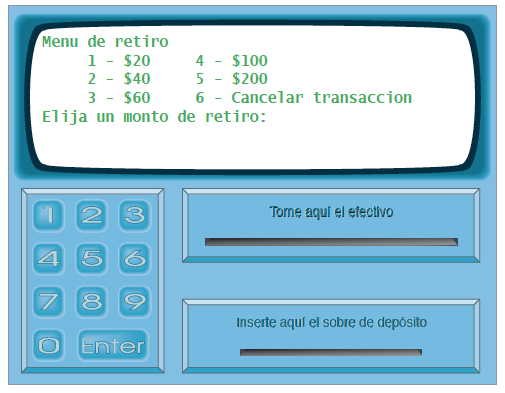 Menu de retiro
1 - $20 4 - $100
2 - $40 5 - $200
3 - $60 6 - Cancelar transaccion
Elija un monto de retiro:
1 2 3
4 5 6
7 8 9
0 Enter
Tome aquí el efectivo
Inserte aquí el sobre de depósito